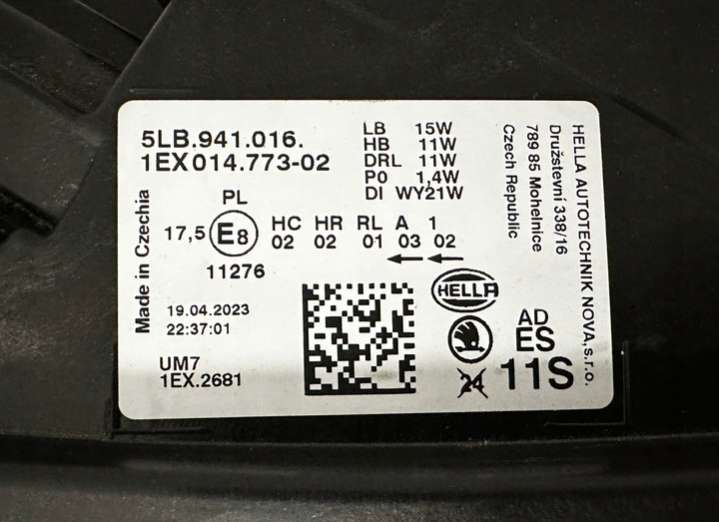 5LB.941.016.
1EX014.773-02
LB 15W
HB 11W
DRL 11W
P0 1,4W
DI WY21W
HELLA AUTOTECHNIK NOVA, s.r.o.
Družstevní 338/16
789 85 Mohelnice
Czech Republic
Made in Czechia
PL
17,5 E8
11276
HC HR RL A 1
02 02 01 03 02
19.04.2023
22:37:01
UM7
1EX.2681
HELLA
AD
ES
24
11S